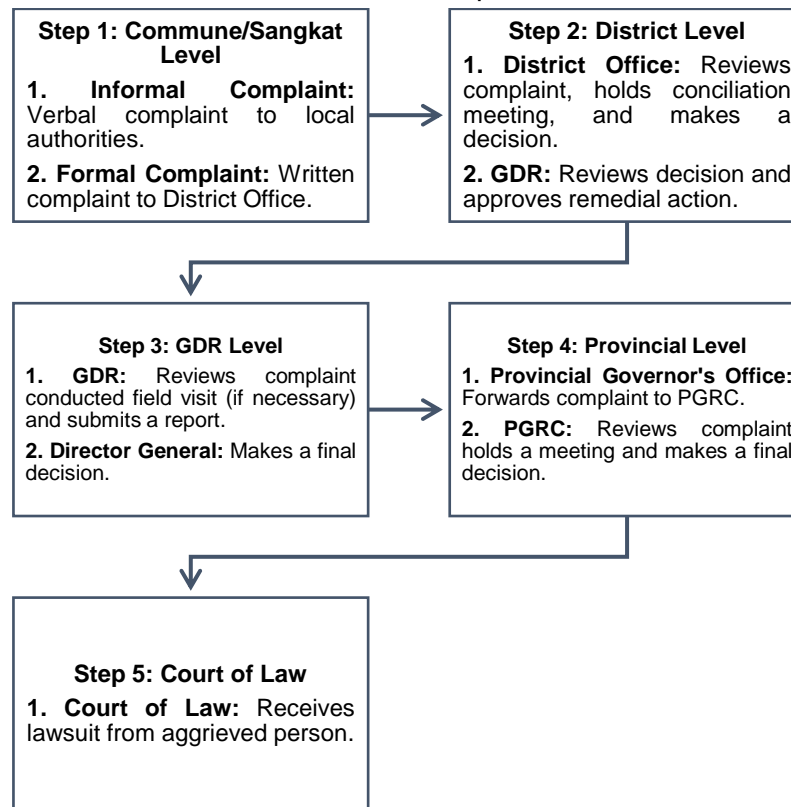 Step 1: Commune/Sangkat
Level
1. Informal Complaint:
Verbal complaint to local
authorities.
2. Formal Complaint: Written
complaint to District Office.
Step 2: District Level
1. District Office: Reviews
complaint, holds conciliation
meeting, and makes a
decision.
2. GDR: Reviews decision and
approves remedial action.
Step 3: GDR Level
1. GDR: Reviews complaint
conducted field visit (if necessary)
and submits a report.
2. Director General: Makes a final
decision.
Step 4: Provincial Level
1. Provincial Governor's Office:
Forwards complaint to PGRC.
2. PGRC: Reviews complaint
holds a meeting and makes a final
decision.
Step 5: Court of Law
1. Court of Law: Receives
lawsuit from aggrieved person.